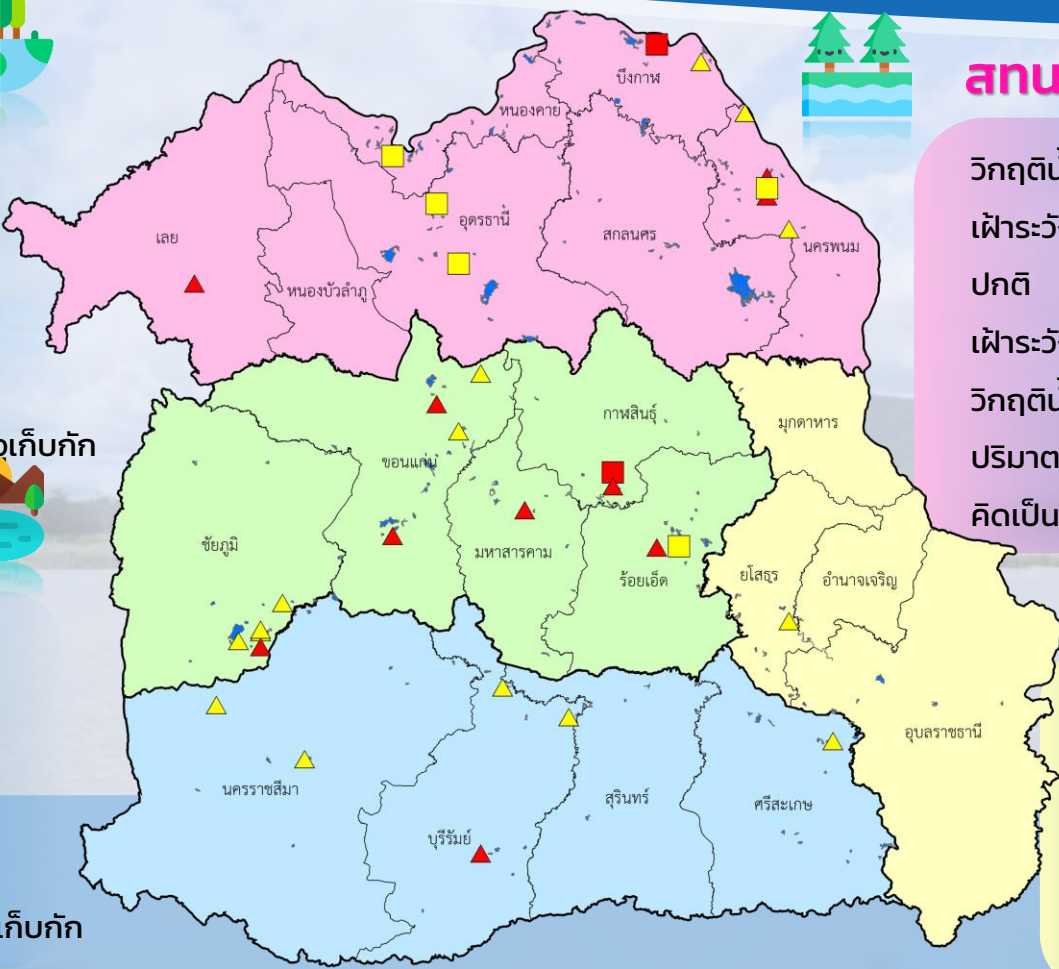 สทน
บึงกาฬ
หนองคาย
เลย
อุดรธานี
สกลนคร
นครพนม
หนองบัวลำภู
วิกฤติน้
เฝ้าระวัง
ปกติ
เฝ้าระวัง
วิกฤติน้
ปริมาตร
คิดเป็น
เก็บกัก
กาฬสินธุ์
มุกดาหาร
ขอนแก่น
ชัยภูมิ
มหาสารคาม
ร้อยเอ็ด
ยโสธร
อำนาจเจริญ
อุบลราชธานี
นครราชสีมา
บุรีรัมย์
สุรินทร์
ศรีสะเกษ
เก็บกัก